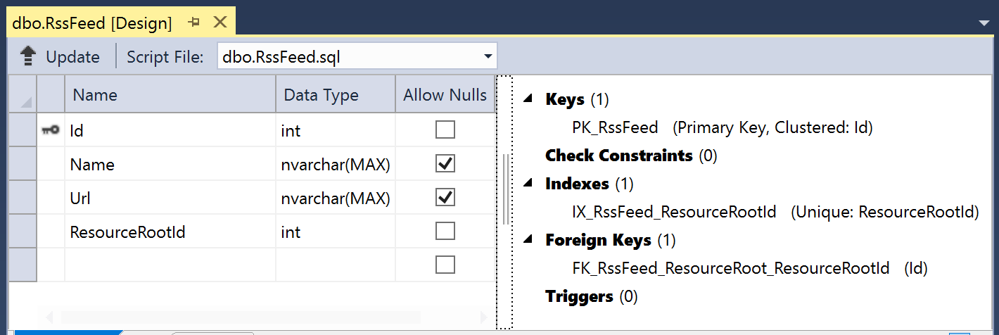 dbo.RssFeed [Design]
Update Script File: dbo.RssFeed.sql
Name Data Type Allow Nulls
Id int
Name nvarchar(MAX)
Url nvarchar(MAX)
ResourceRootId int
Keys (1)
PK_RssFeed (Primary Key, Clustered: Id)
Check Constraints (0)
Indexes (1)
IX_RssFeed_ResourceRootId (Unique: ResourceRootId)
Foreign Keys (1)
FK_RssFeed_ResourceRoot_ResourceRootId (Id)
Triggers (0)